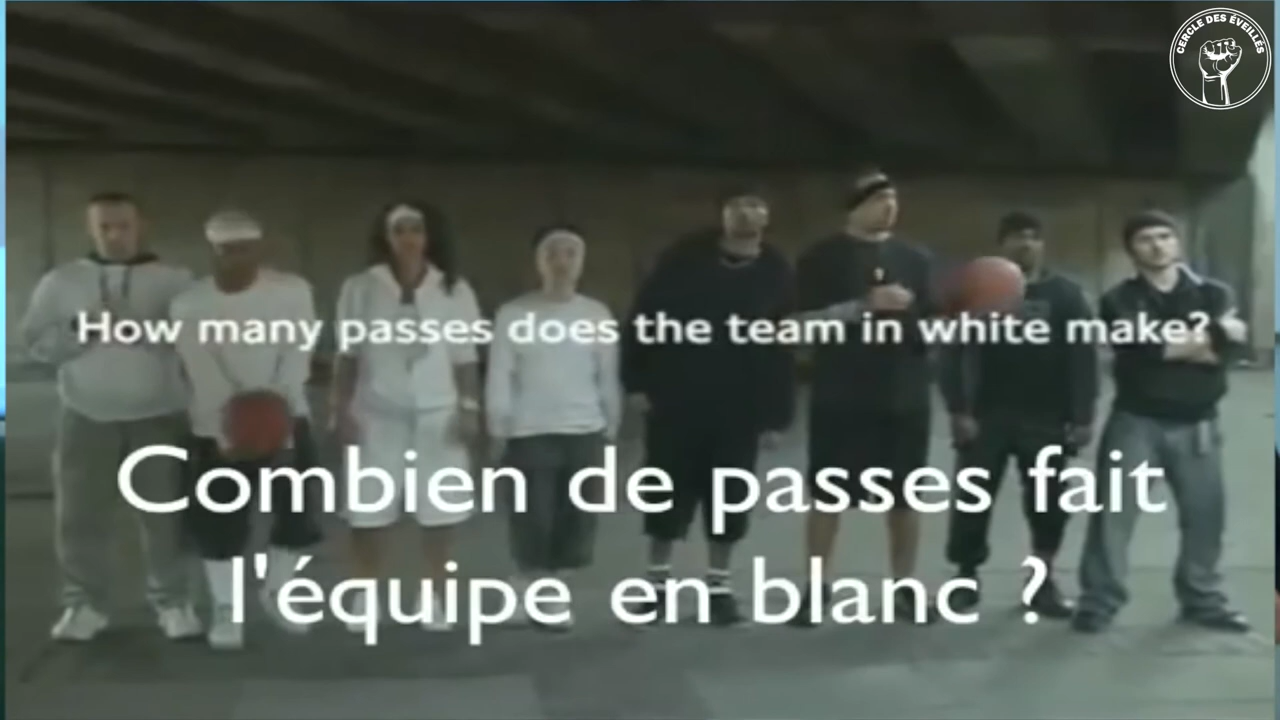 CERCLE DES ÉVEILLÉS
How many passes does the team in white make?
Combien de passes fait
l'équipe en blanc ?